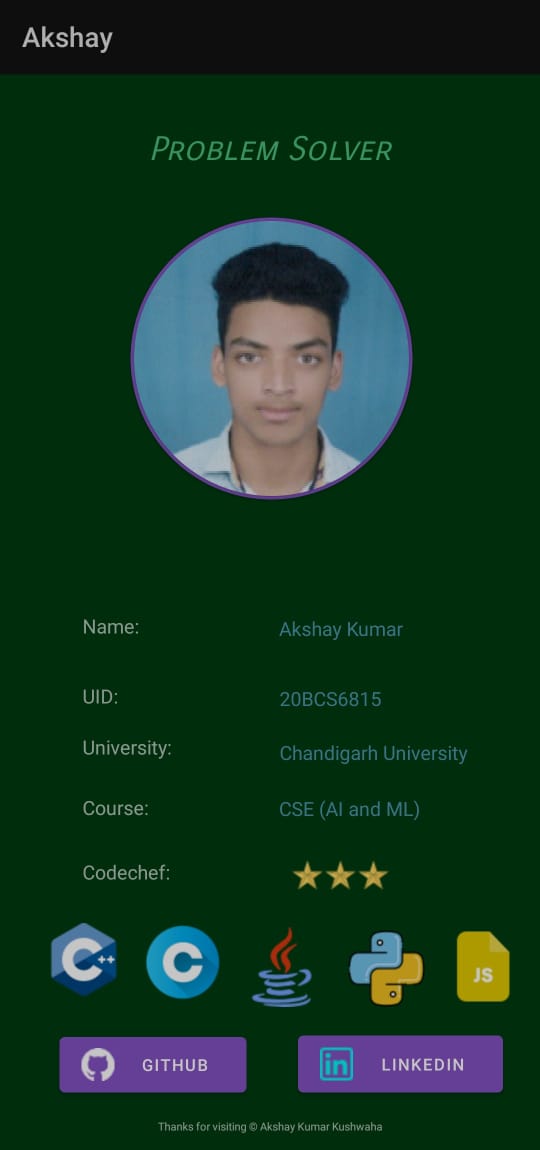 Akshay
PROBLEM SOLVER
Name: Akshay Kumar
UID: 20BCS6815
University: Chandigarh University
Course: CSE (AI and ML)
Codechef:
C++ C JS
GITHUB LINKEDIN
Thanks for visiting © Akshay Kumar Kushwaha